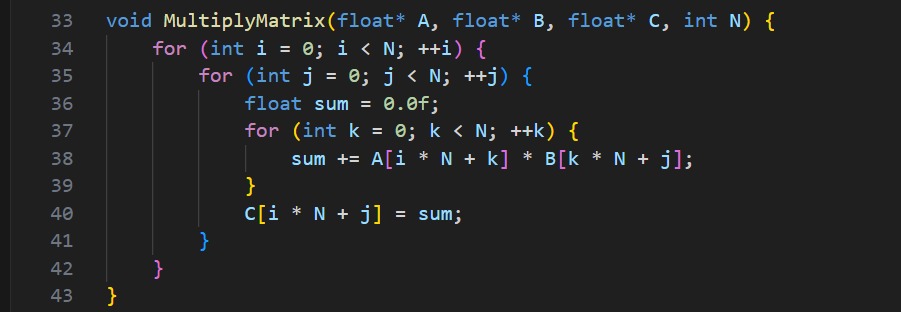 33 void MultiplyMatrix(float* A, float* B, float* C, int N) {
34     for (int i = 0; i < N; ++i) {
35         for (int j = 0; j < N; ++j) {
36             float sum = 0.0f;
37             for (int k = 0; k < N; ++k) {
38                 sum += A[i * N + k] * B[k * N + j];
39             }
40             C[i * N + j] = sum;
41         }
42     }
43 }